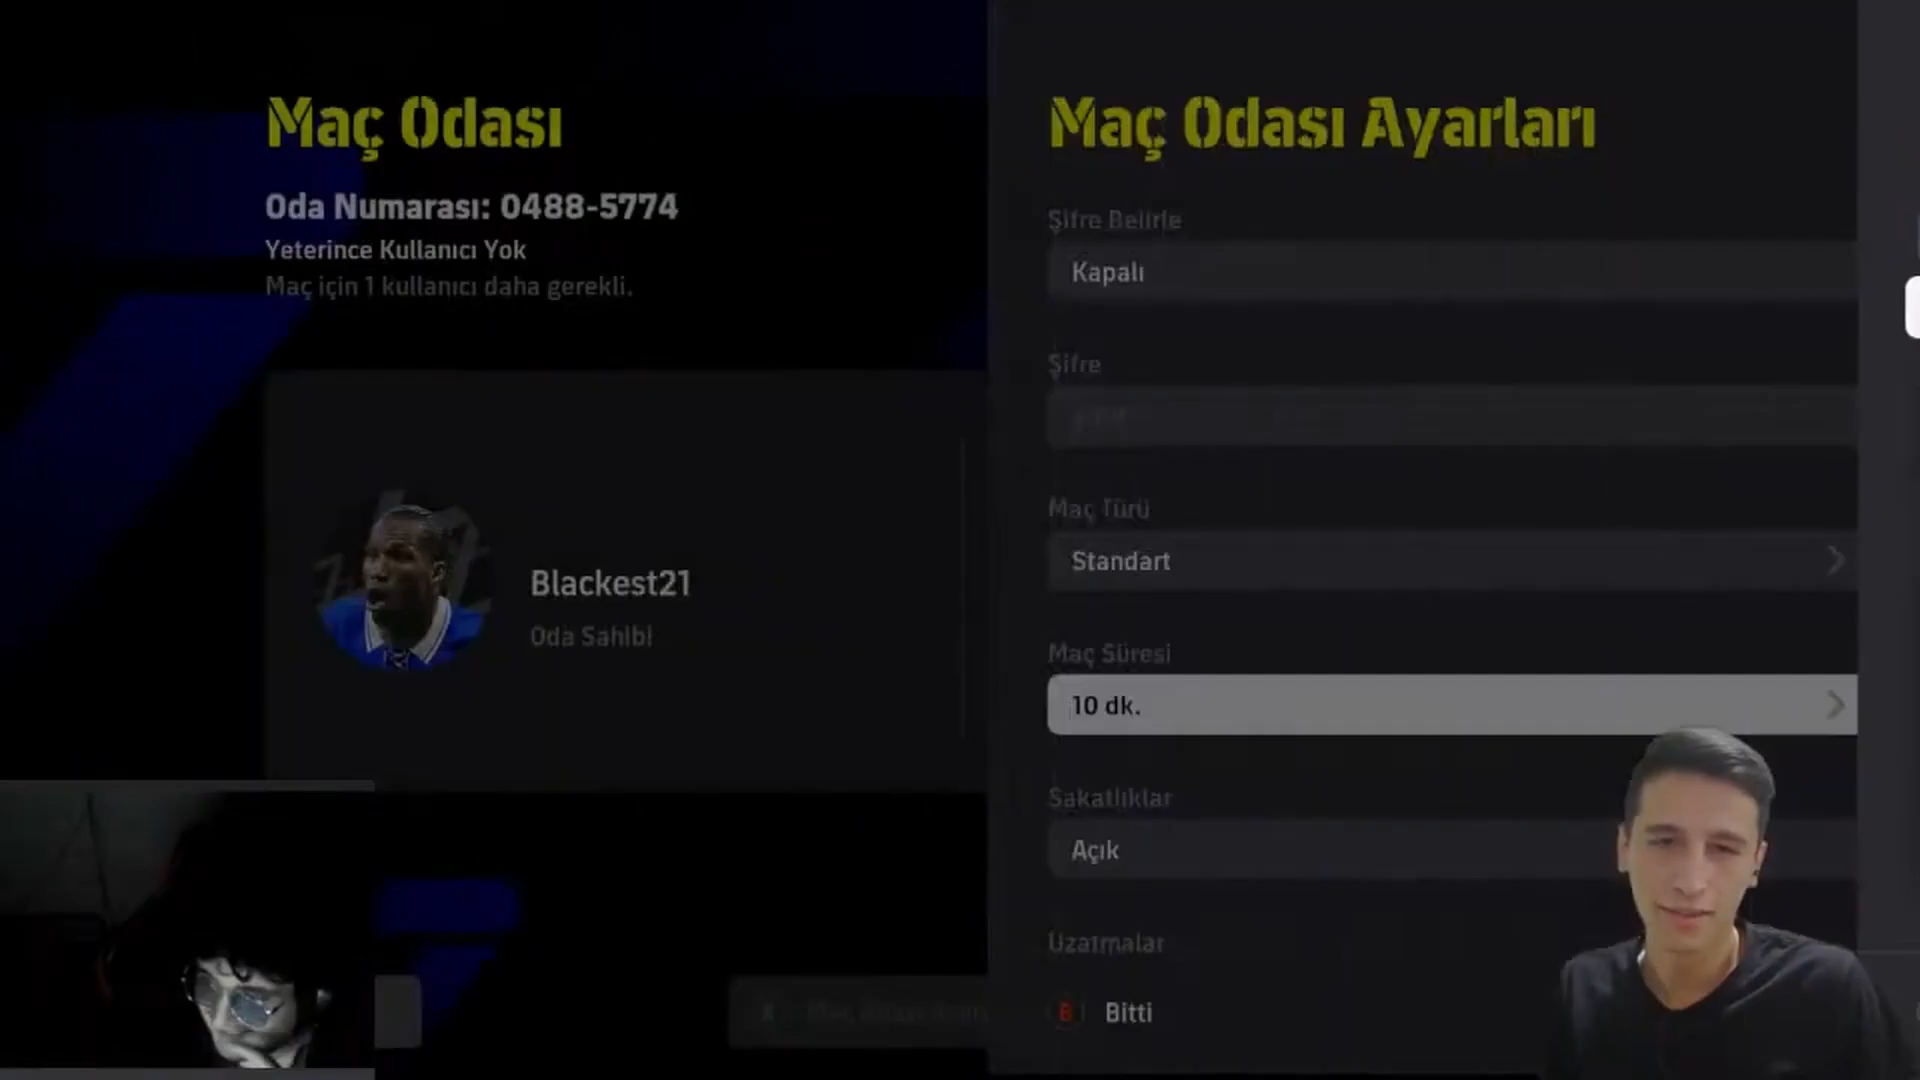 Maç Odası
Oda Numarası: 0488-5774
Yeterince Kullanıcı Yok
Maç için 1 kullanıcı daha gerekli.
Blackest21
Oda Sahibi
Maç Odası Ayarları
Şifre Belirle
Kapalı
Şifre
Maç Türü
Standart
Maç Süresi
10 dk.
Sakatlıklar
Açık
Uzatmalar
B Bitti